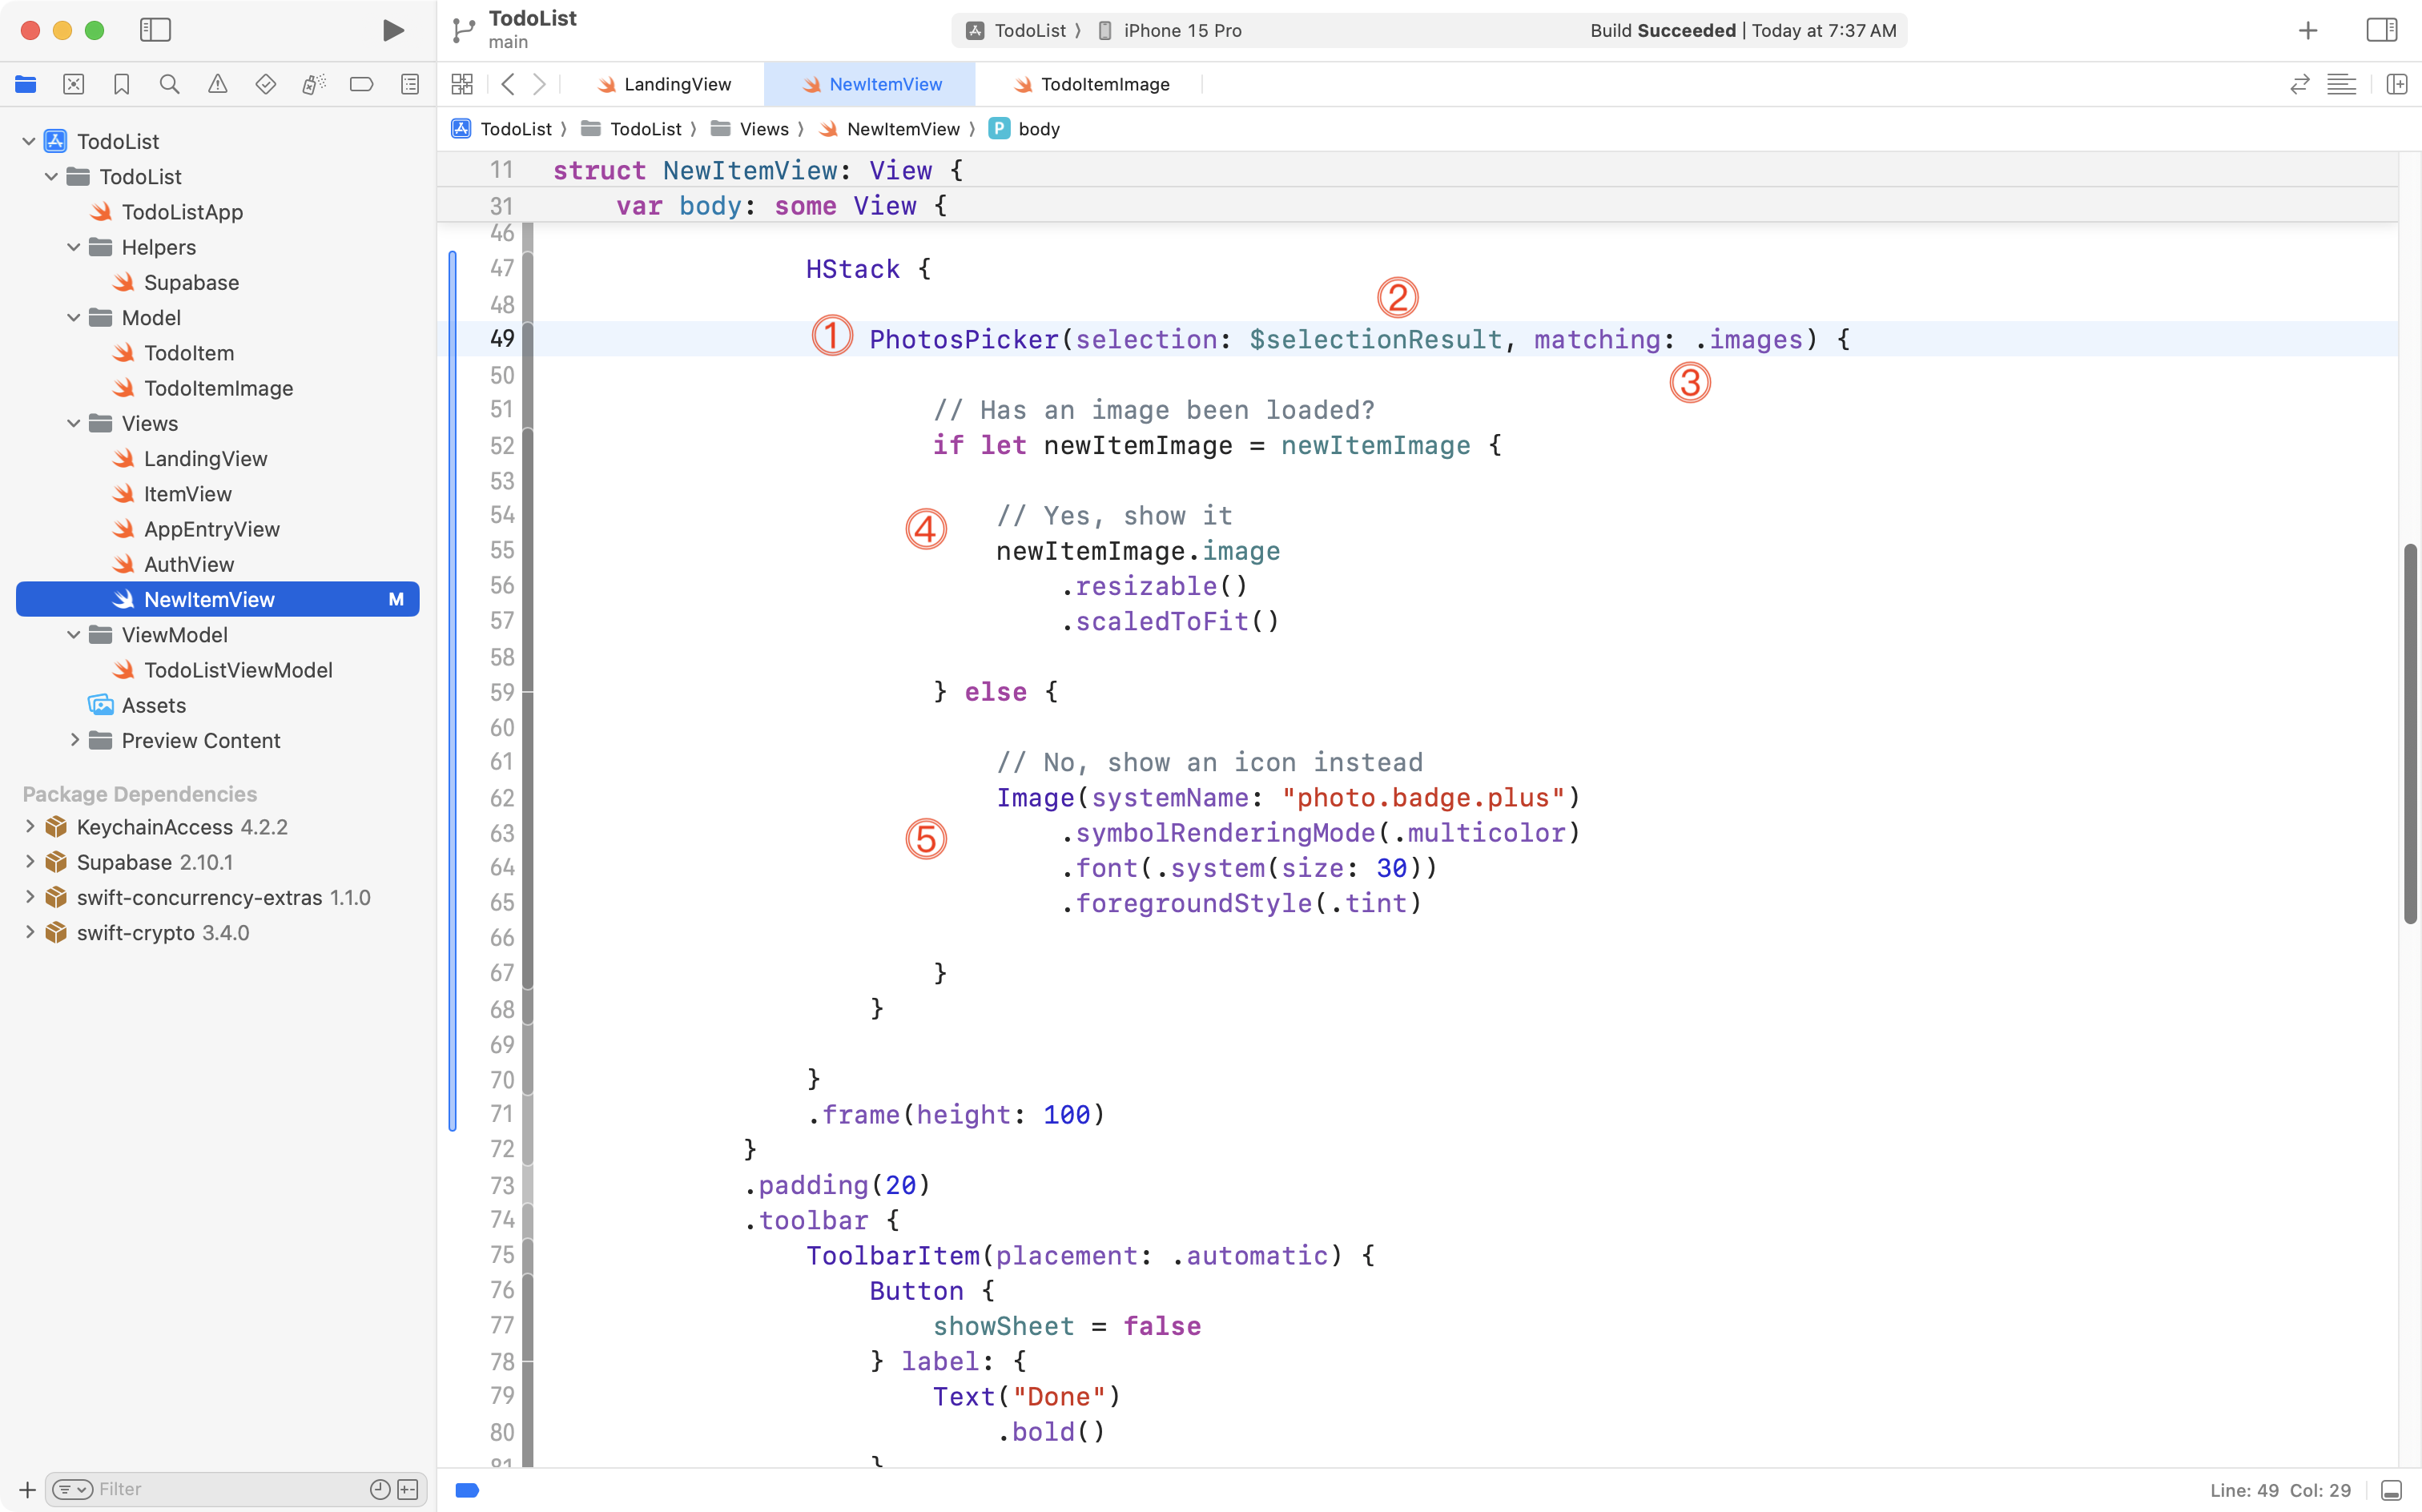 TodoList
main
TodoList ⟩ iPhone 15 Pro
Build Succeeded | Today at 7:37 AM
LandingView
NewItemView
TodoItemImage
TodoList ⟩ TodoList ⟩ Views ⟩ NewItemView ⟩ P body
TodoList
TodoList
TodoListApp
Helpers
Supabase
Model
TodoItem
TodoItemImage
Views
LandingView
ItemView
AppEntryView
AuthView
NewItemView M
ViewModel
TodoListViewModel
Assets
Preview Content
Package Dependencies
KeychainAccess 4.2.2
Supabase 2.10.1
swift-concurrency-extras 1.1.0
swift-crypto 3.4.0
Filter
11 struct NewItemView: View {
31 var body: some View {
46
47 HStack {
48 ②
49 ① PhotosPicker(selection: $selectionResult, matching: .images) {
50 ③
51 // Has an image been loaded?
52 if let newItemImage = newItemImage {
53
54 ④ // Yes, show it
55 newItemImage.image
56 .resizable()
57 .scaledToFit()
58
59 } else {
60
61 // No, show an icon instead
62 Image(systemName: "photo.badge.plus")
63 ⑤ .symbolRenderingMode(.multicolor)
64 .font(.system(size: 30))
65 .foregroundStyle(.tint)
66
67 }
68 }
69
70 }
71 .frame(height: 100)
72 }
73 .padding(20)
74 .toolbar {
75 ToolbarItem(placement: .automatic) {
76 Button {
77 showSheet = false
78 } label: {
79 Text("Done")
80 .bold()
81 }
Line: 49 Col: 29